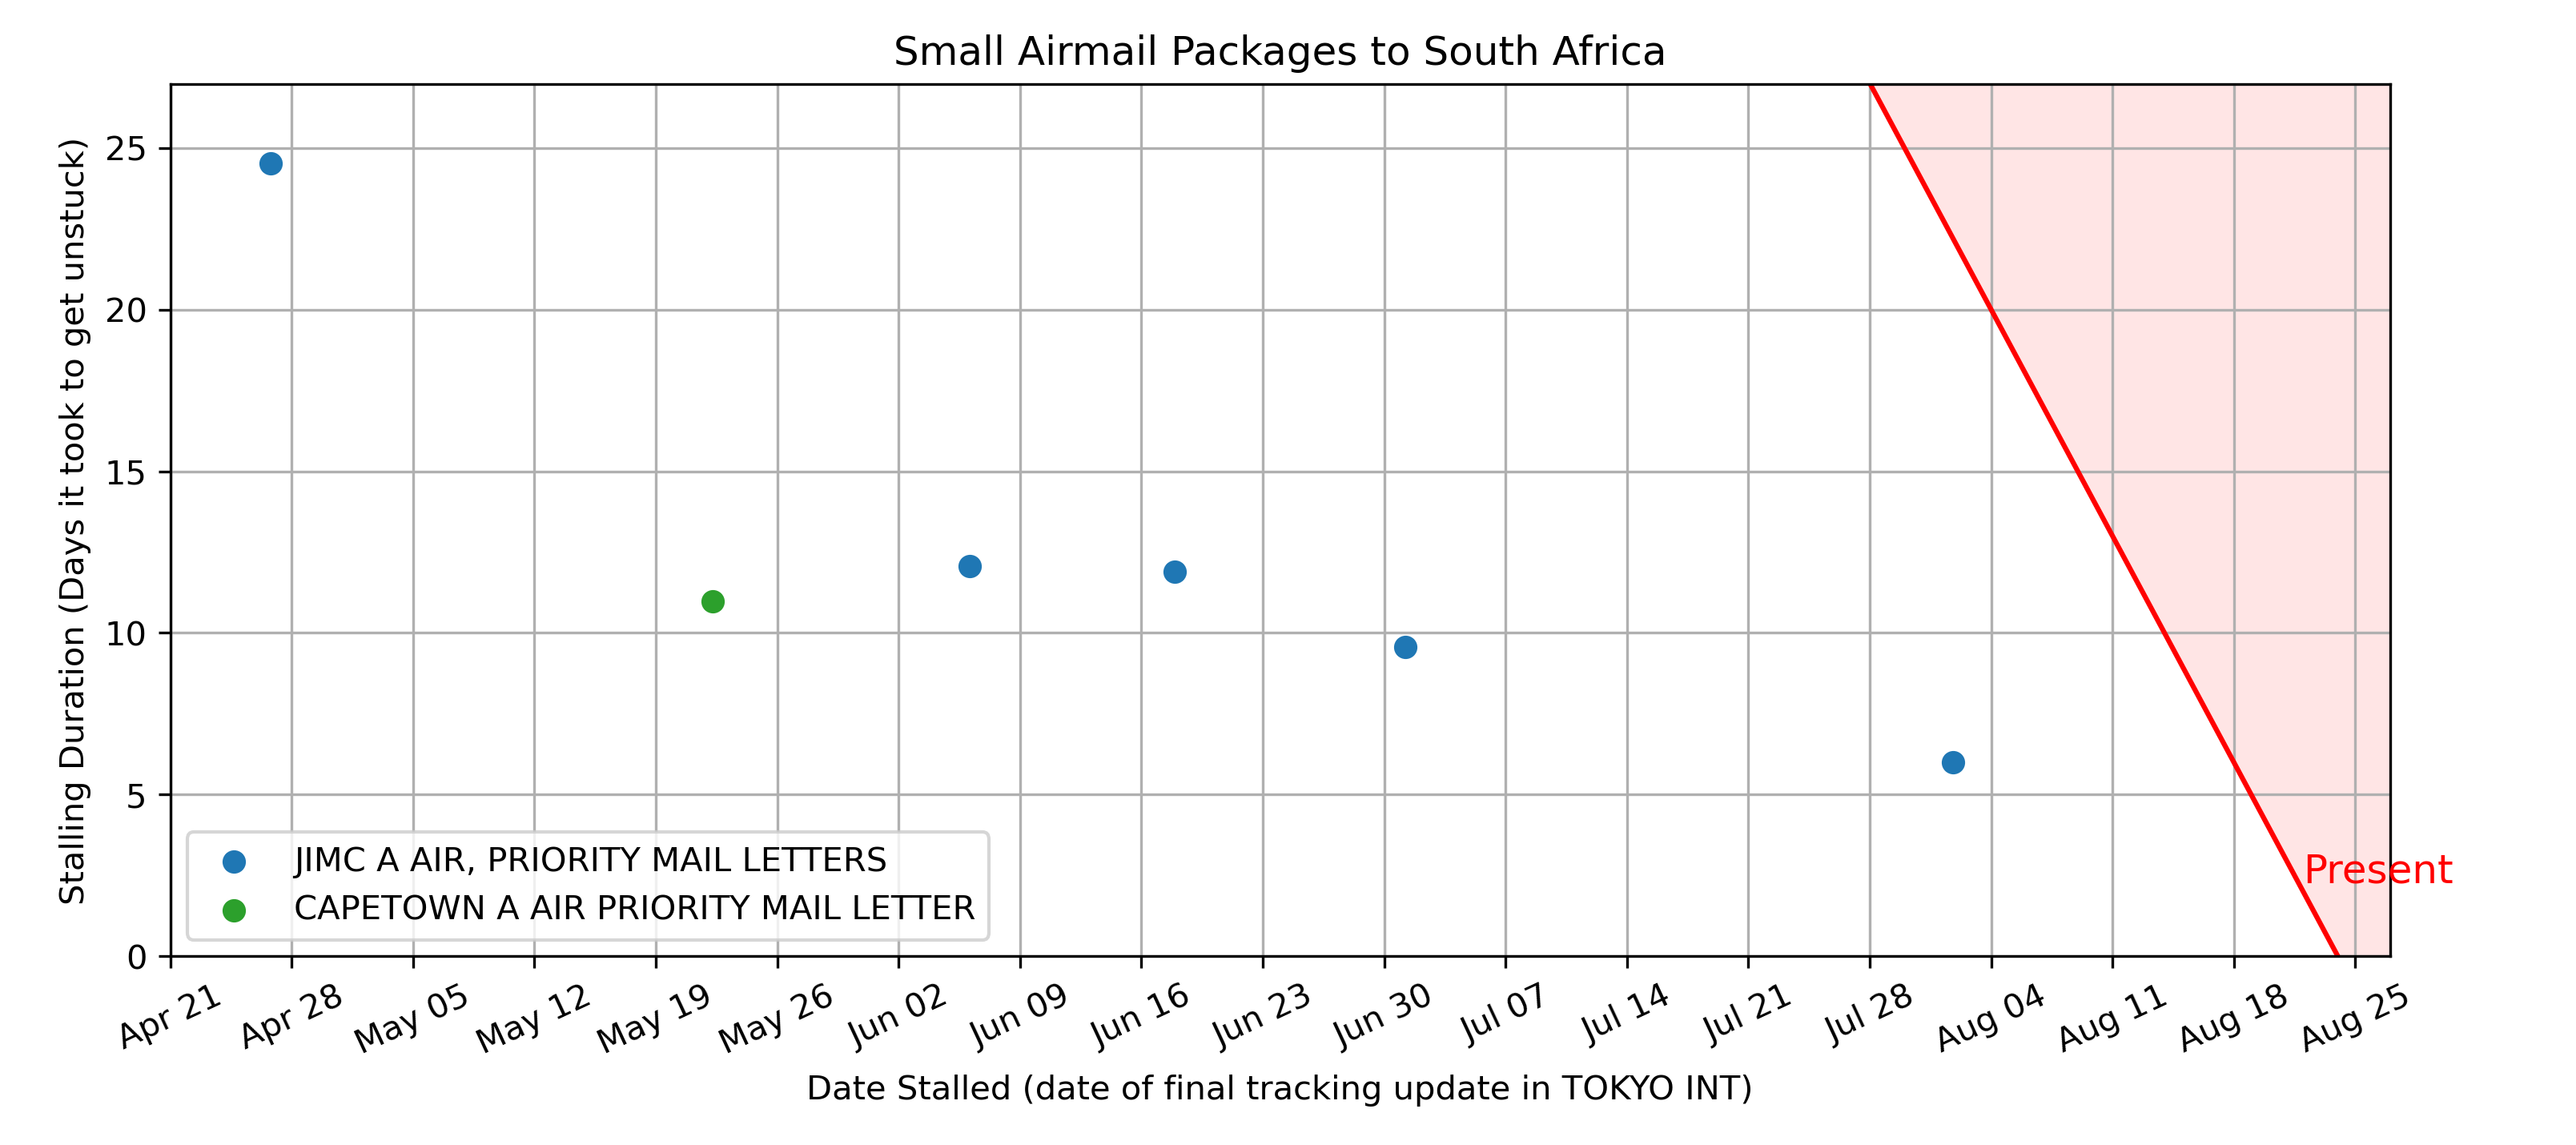 Small Airmail Packages to South Africa
Stalling Duration (Days it took to get unstuck)
25
20
15
10
5
0
JIMC A AIR, PRIORITY MAIL LETTERS
CAPETOWN A AIR PRIORITY MAIL LETTER
Present
Apr 21 Apr 28 May 05 May 12 May 19 May 26 Jun 02 Jun 09 Jun 16 Jun 23 Jun 30 Jul 07 Jul 14 Jul 21 Jul 28 Aug 04 Aug 11 Aug 18 Aug 25
Date Stalled (date of final tracking update in TOKYO INT)